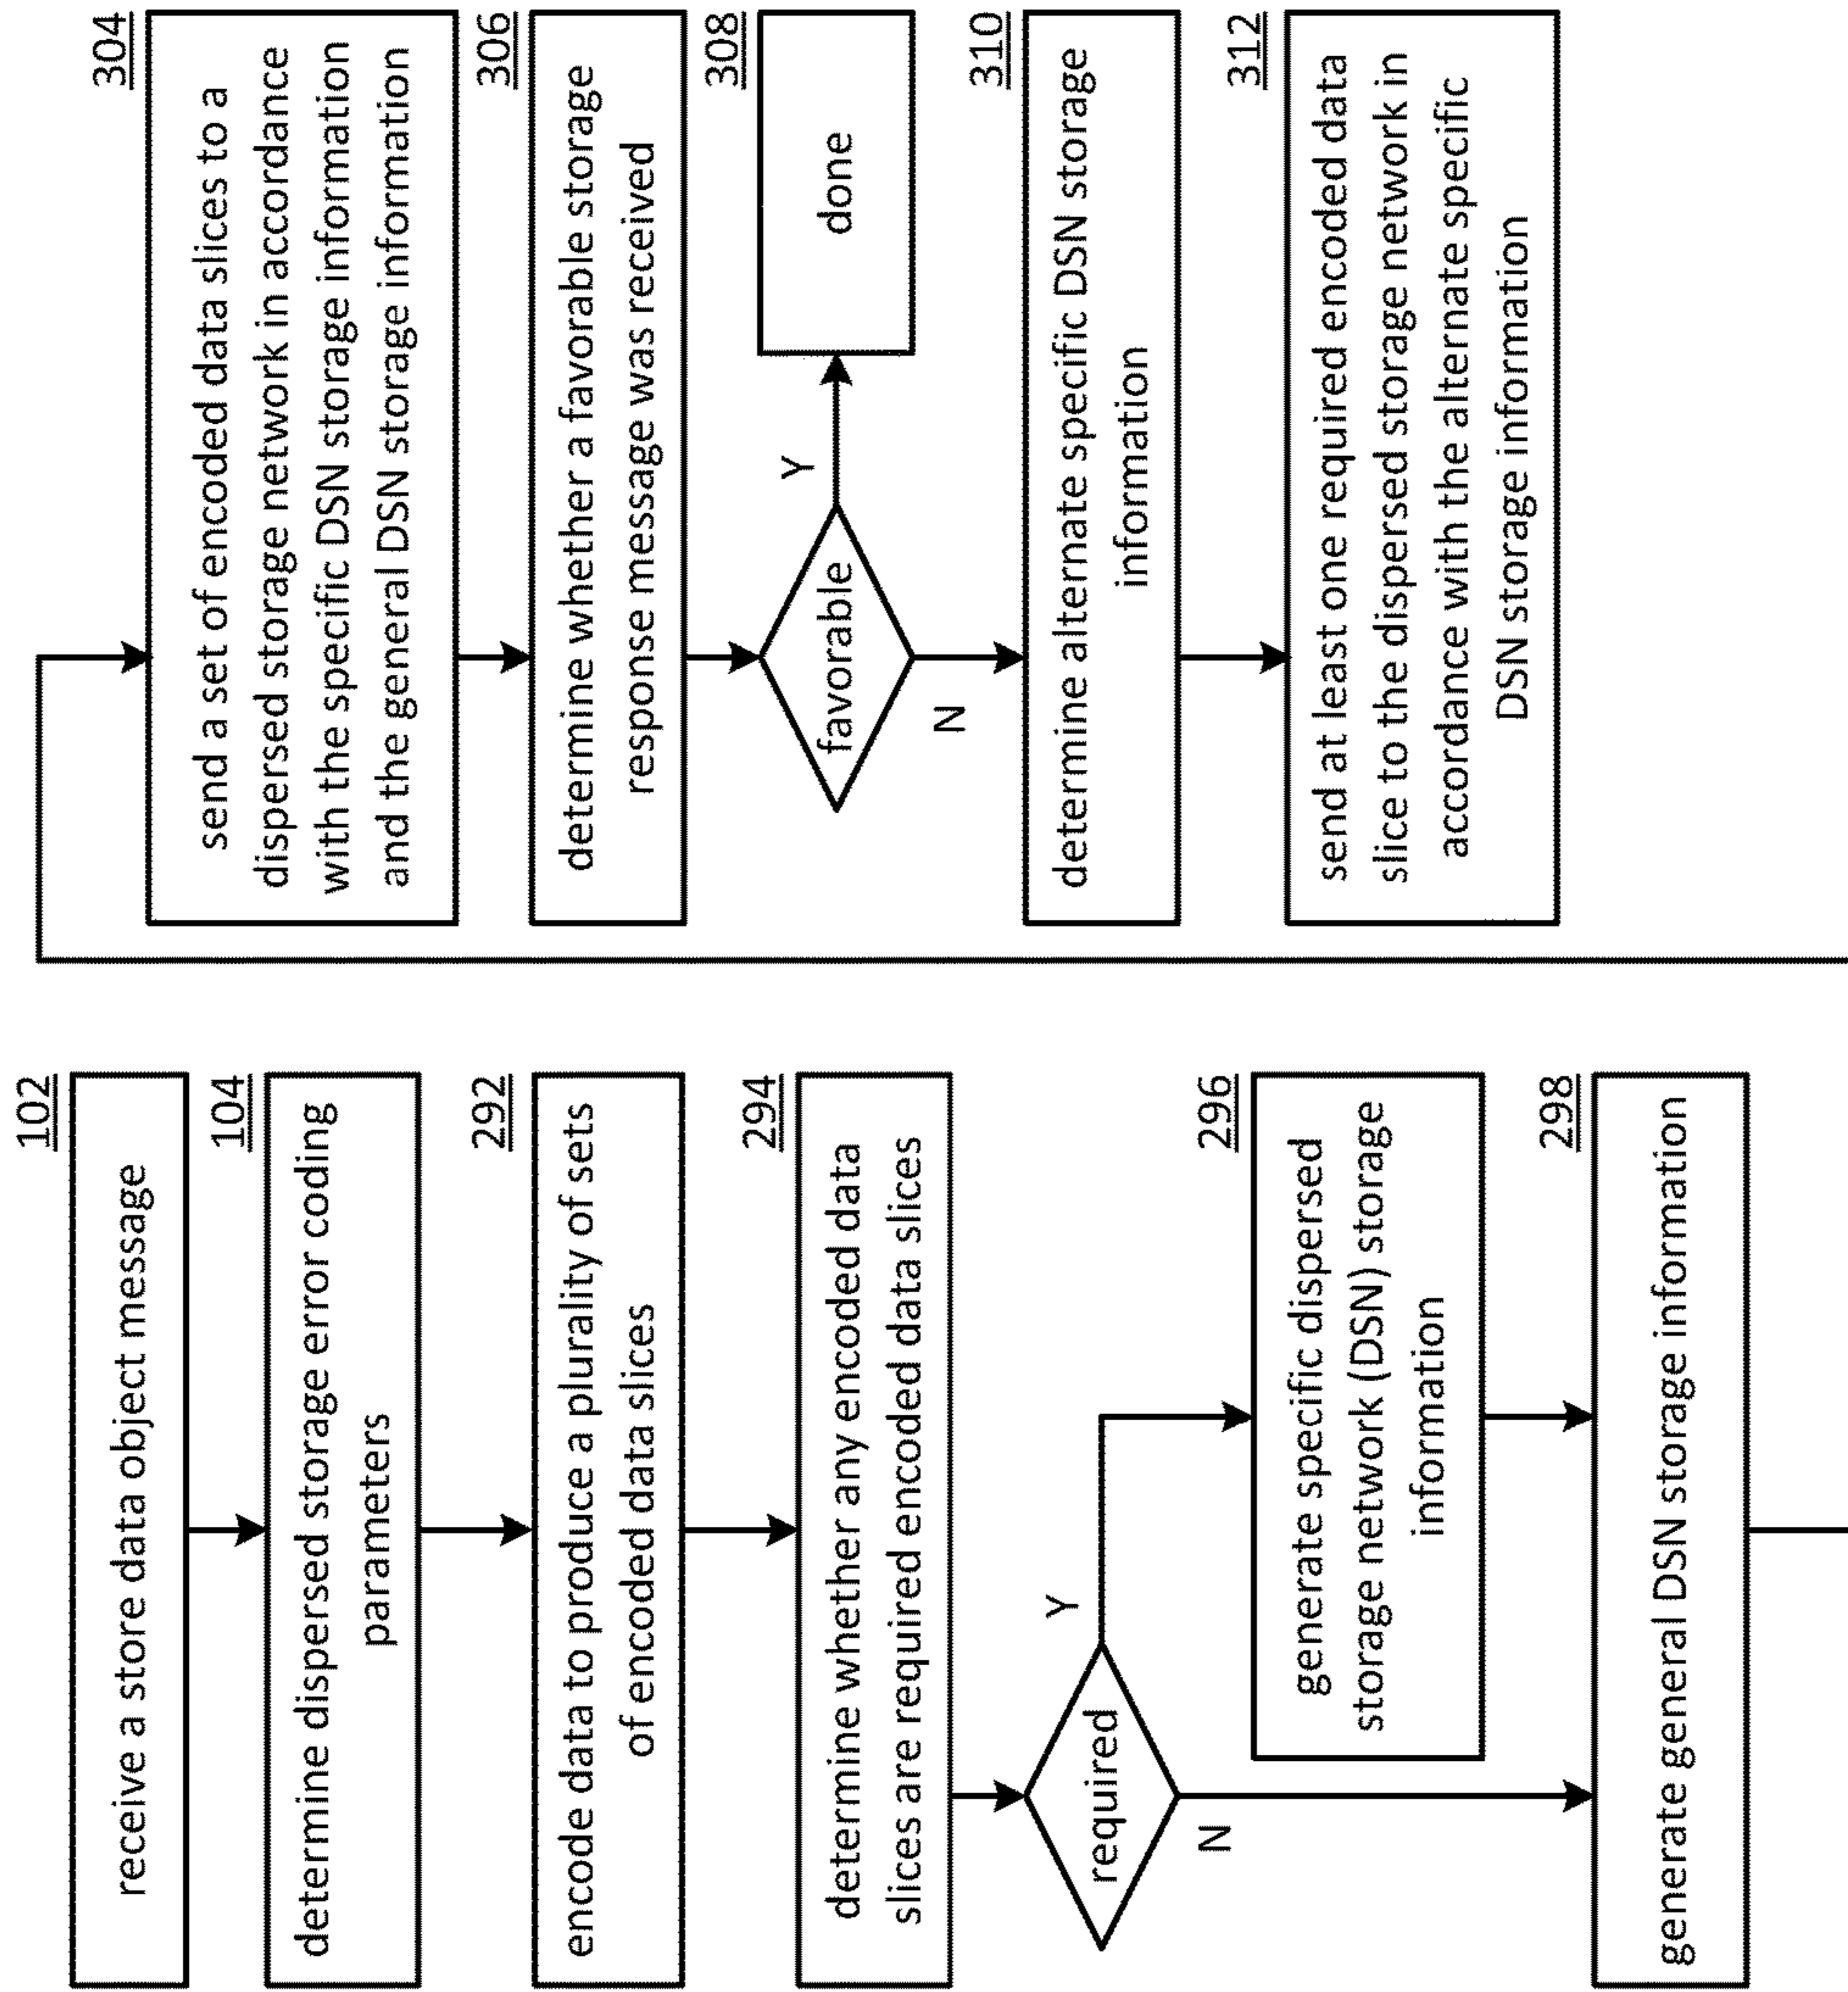 102
receive a store data object message
104
determine dispersed storage error coding
parameters
292
encode data to produce a plurality of sets
of encoded data slices
294
determine whether any encoded data
slices are required encoded data slices
required
Y
N
296
generate specific dispersed
storage network (DSN) storage
information
298
generate general DSN storage information
304
send a set of encoded data slices to a
dispersed storage network in accordance
with the specific DSN storage information
and the general DSN storage information
306
determine whether a favorable storage
response message was received
favorable
Y
N
308
done
310
determine alternate specific DSN storage
information
312
send at least one required encoded data
slice to the dispersed storage network in
accordance with the alternate specific
DSN storage information